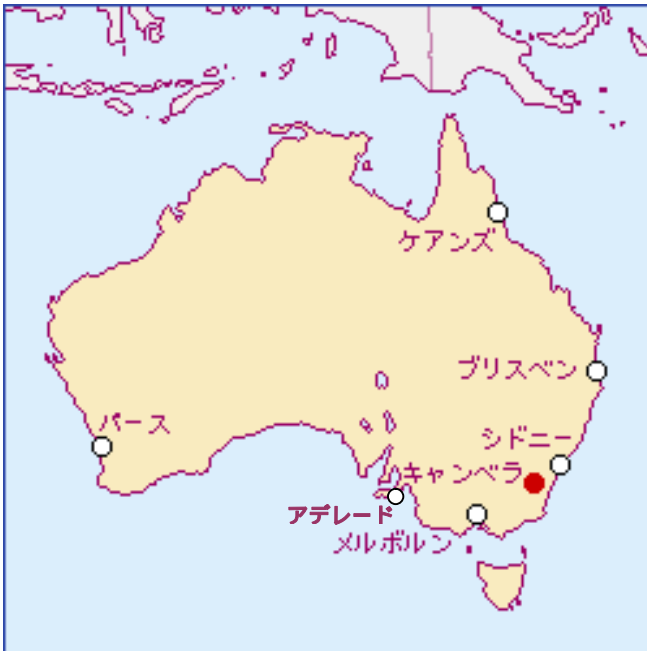 ケアンズ
ブリスベン
パース
シドニー
キャンベラ
アデレード
メルボルン